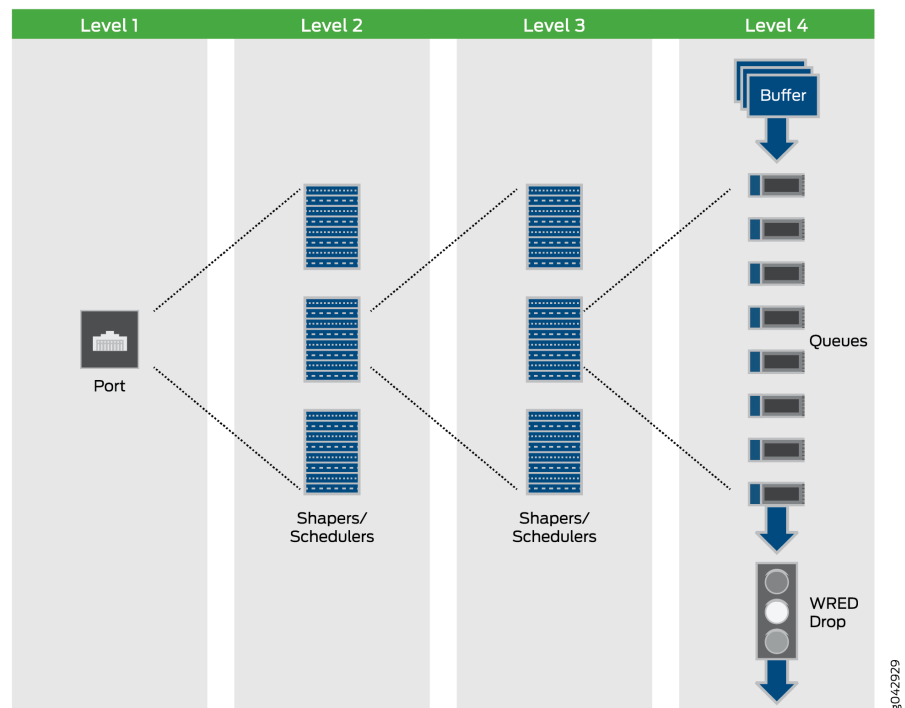 Level 1
Level 2
Level 3
Level 4
Buffer
Port
Shapers/
Schedulers
Shapers/
Schedulers
Queues
WRED
Drop
g042929